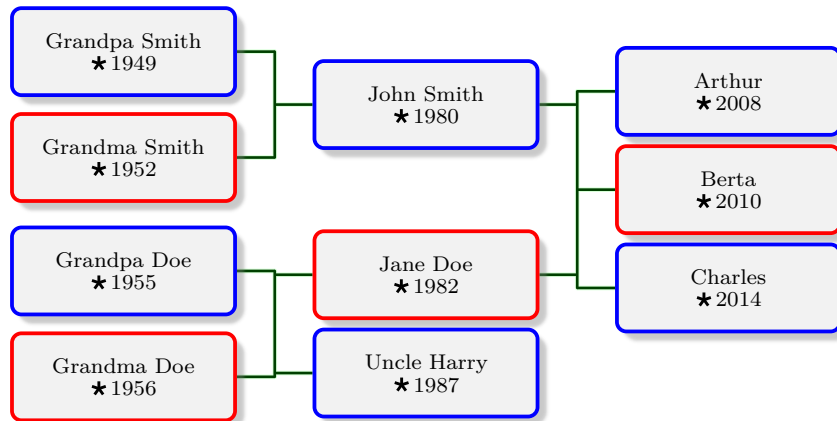 Grandpa Smith
★1949
Grandma Smith
★1952
Grandpa Doe
★1955
Grandma Doe
★1956
John Smith
★1980
Jane Doe
★1982
Uncle Harry
★1987
Arthur
★2008
Berta
★2010
Charles
★2014